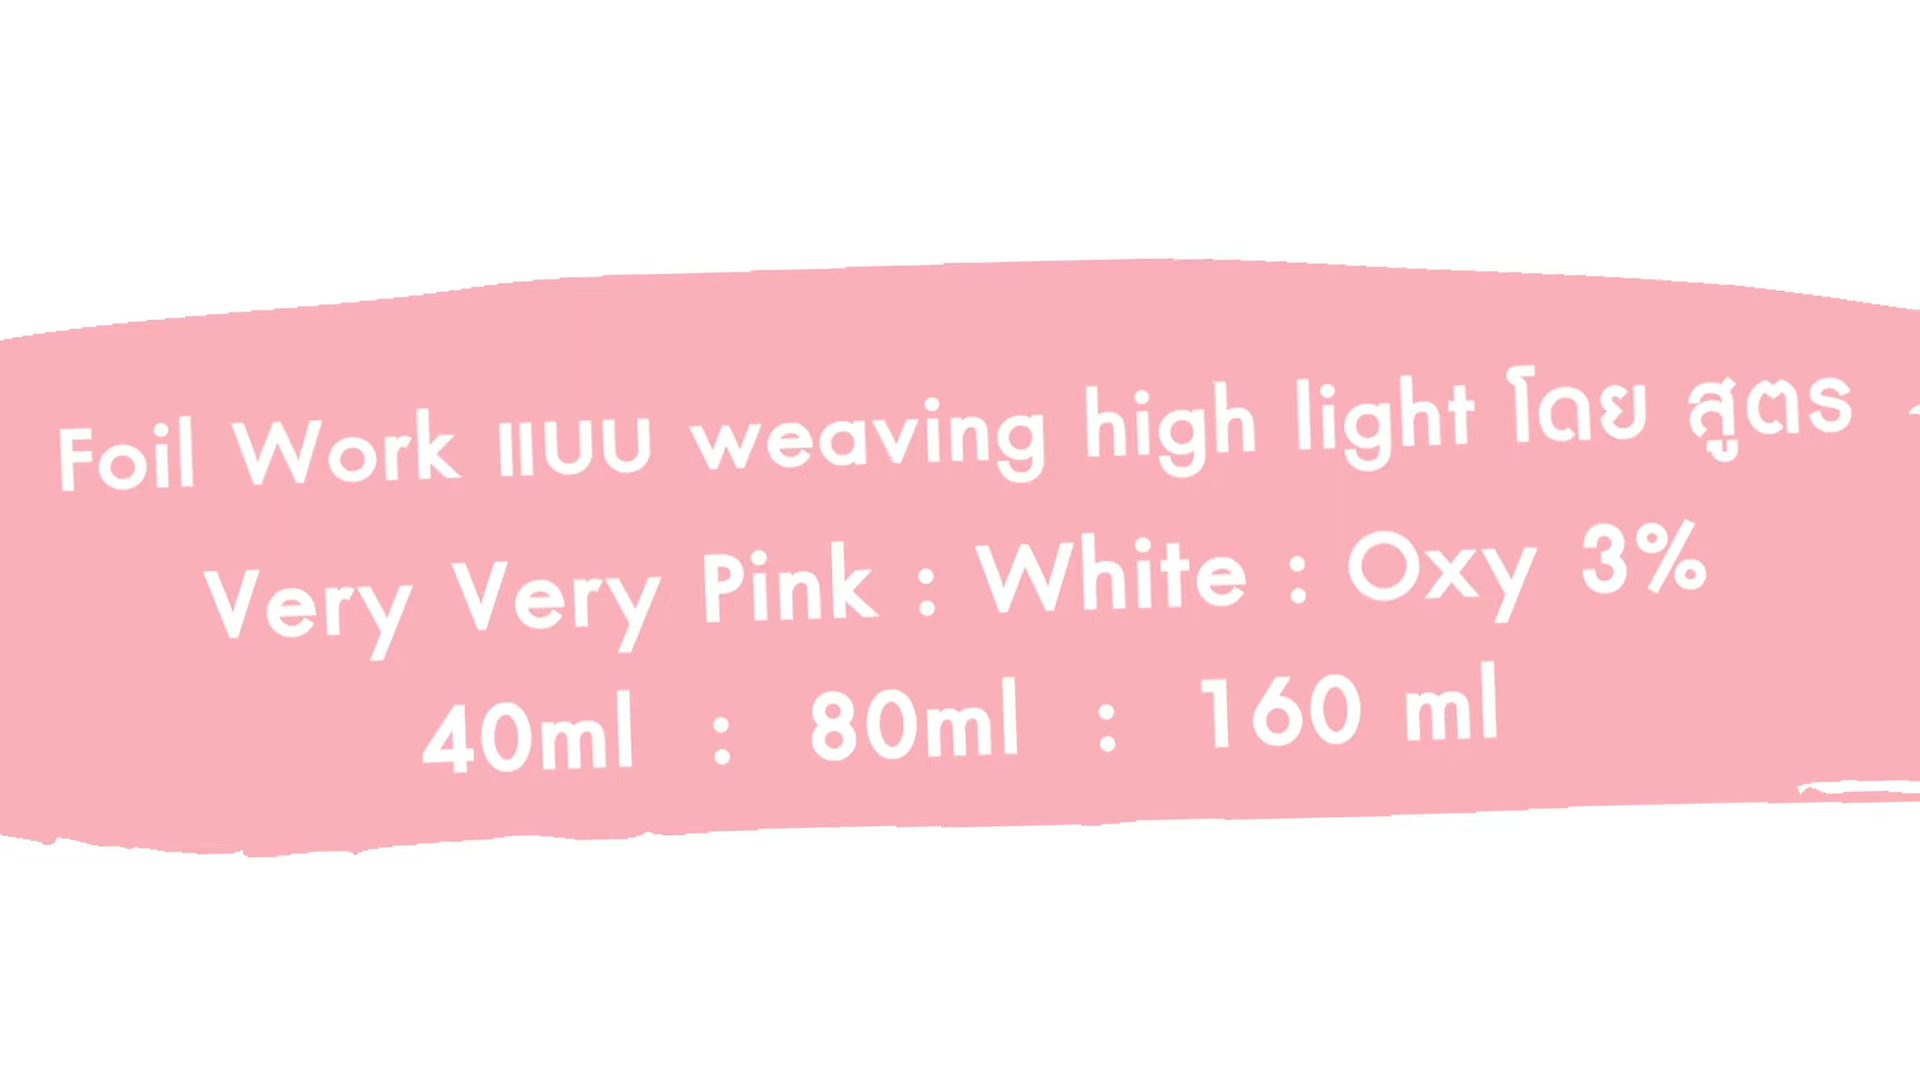 Foil Work แบบ weaving high light โดย สูตร
Very Very Pink : White : Oxy 3%
40ml : 80ml : 160 ml